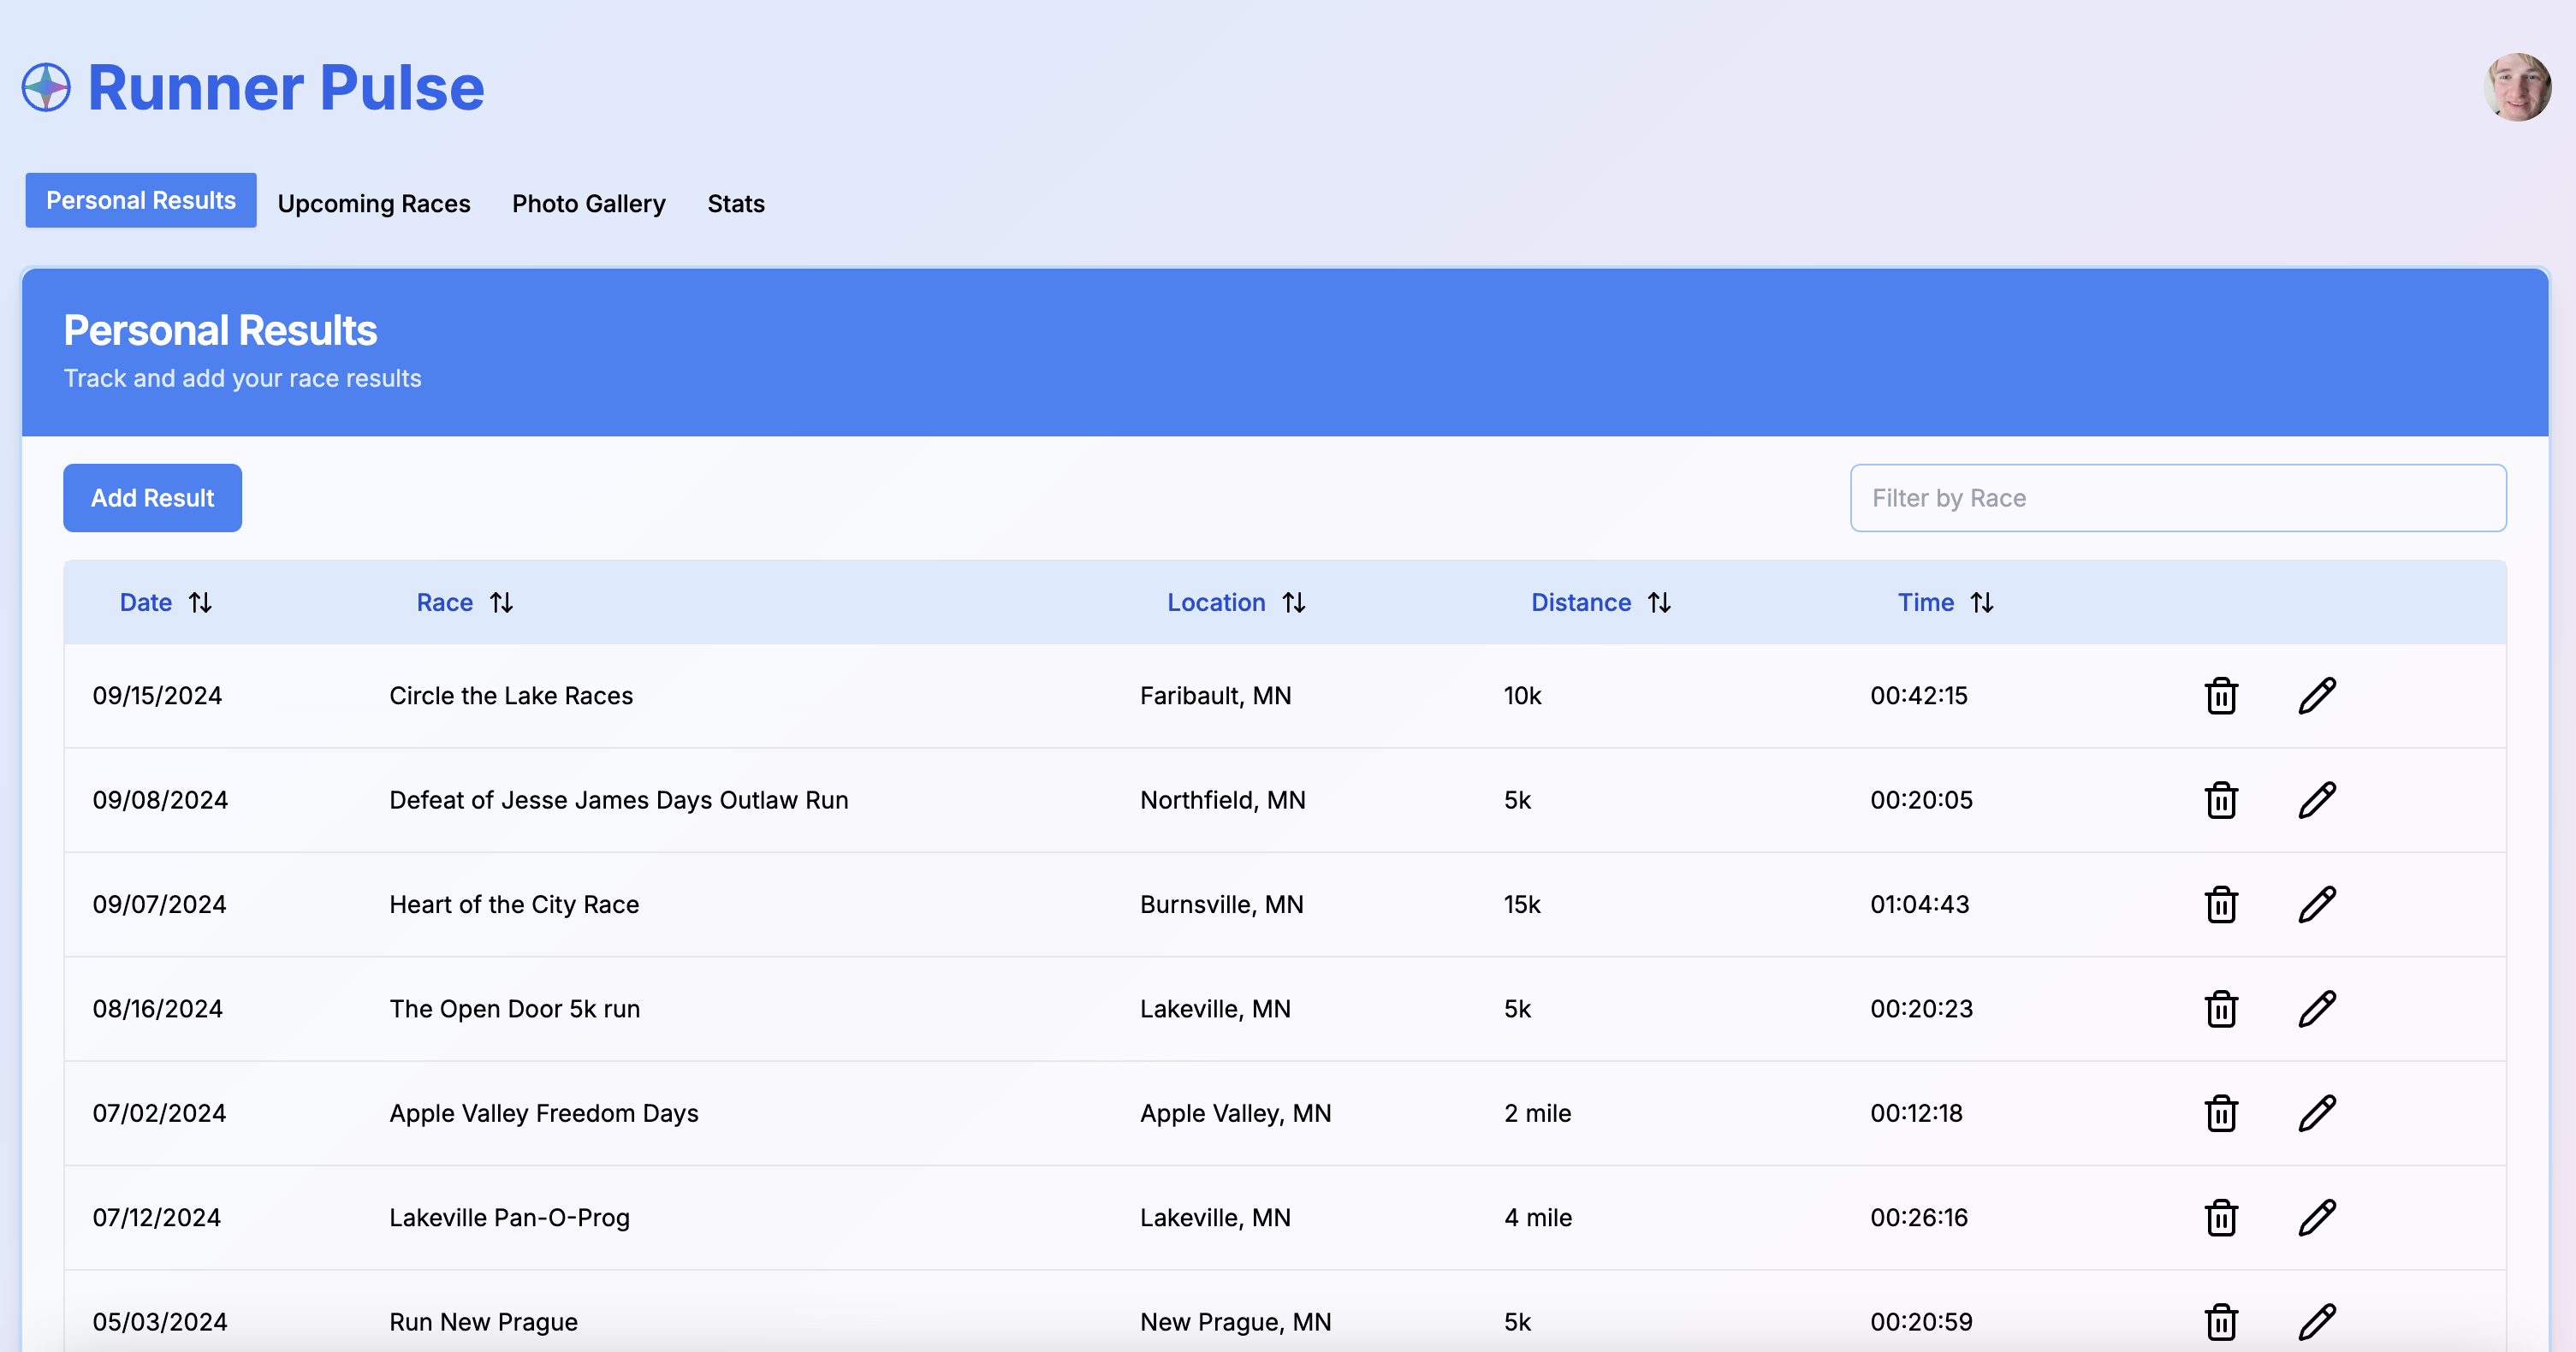 Runner Pulse
Personal Results Upcoming Races Photo Gallery Stats
Personal Results
Track and add your race results
Add Result Filter by Race
Date Race Location Distance Time
09/15/2024 Circle the Lake Races Faribault, MN 10k 00:42:15
09/08/2024 Defeat of Jesse James Days Outlaw Run Northfield, MN 5k 00:20:05
09/07/2024 Heart of the City Race Burnsville, MN 15k 01:04:43
08/16/2024 The Open Door 5k run Lakeville, MN 5k 00:20:23
07/02/2024 Apple Valley Freedom Days Apple Valley, MN 2 mile 00:12:18
07/12/2024 Lakeville Pan-O-Prog Lakeville, MN 4 mile 00:26:16
05/03/2024 Run New Prague New Prague, MN 5k 00:20:59